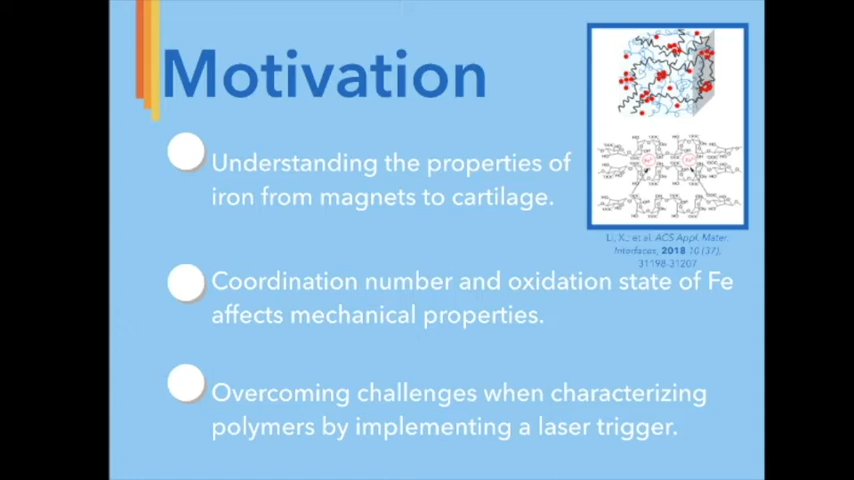 Motivation
Understanding the properties of
iron from magnets to cartilage.
Li, X.; et al. ACS Appl. Mater.
Interfaces, 2018 10 (37),
31198-31207
Coordination number and oxidation state of Fe
affects mechanical properties.
Overcoming challenges when characterizing
polymers by implementing a laser trigger.